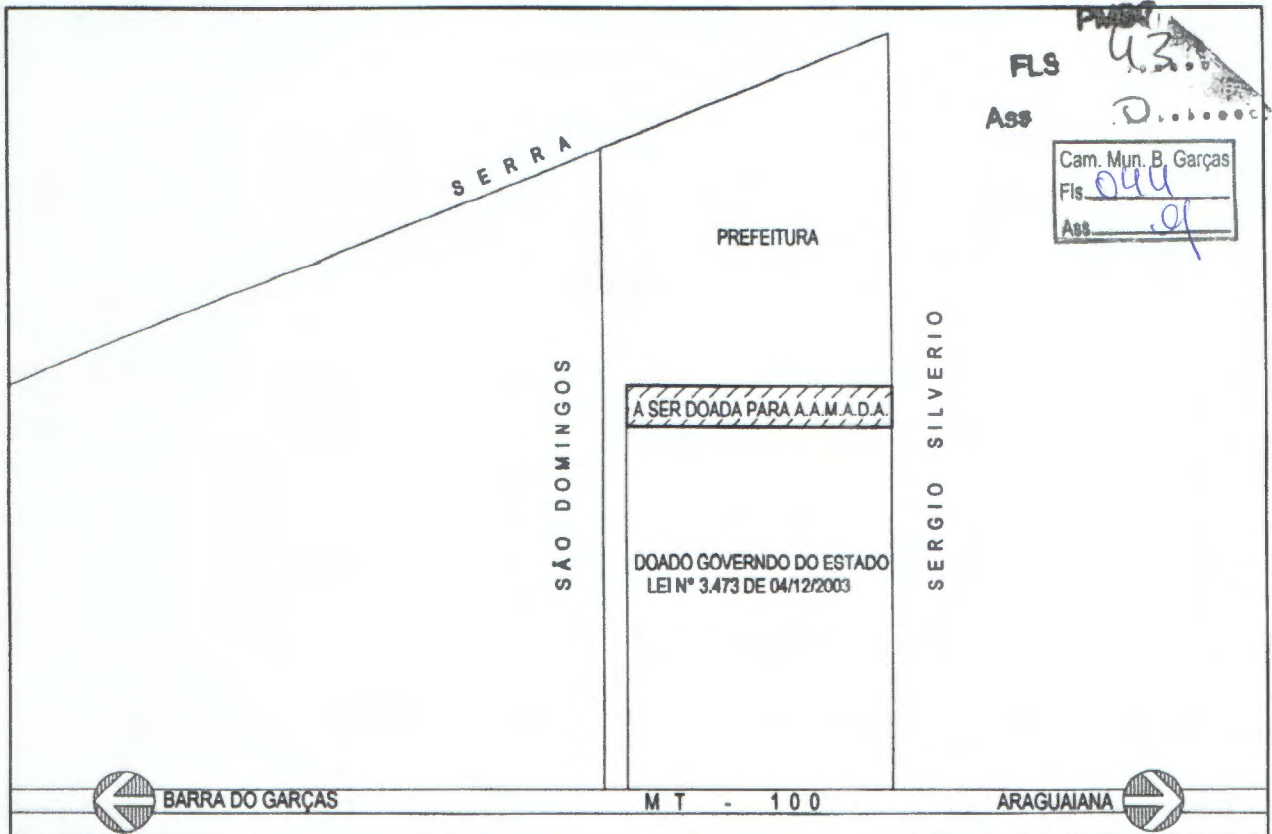 FLS 43
Ass
Cam. Mun. B. Garças
Fls. 044
Ass.
SERRA
PREFEITURA
SÃO DOMINGOS
SERGIO SILVERIO
A SER DOADA PARA A.A.M.A.D.A.
DOADO GOVERNDO DO ESTADO
LEI Nº 3.473 DE 04/12/2003
BARRA DO GARÇAS
MT - 100
ARAGUAIANA